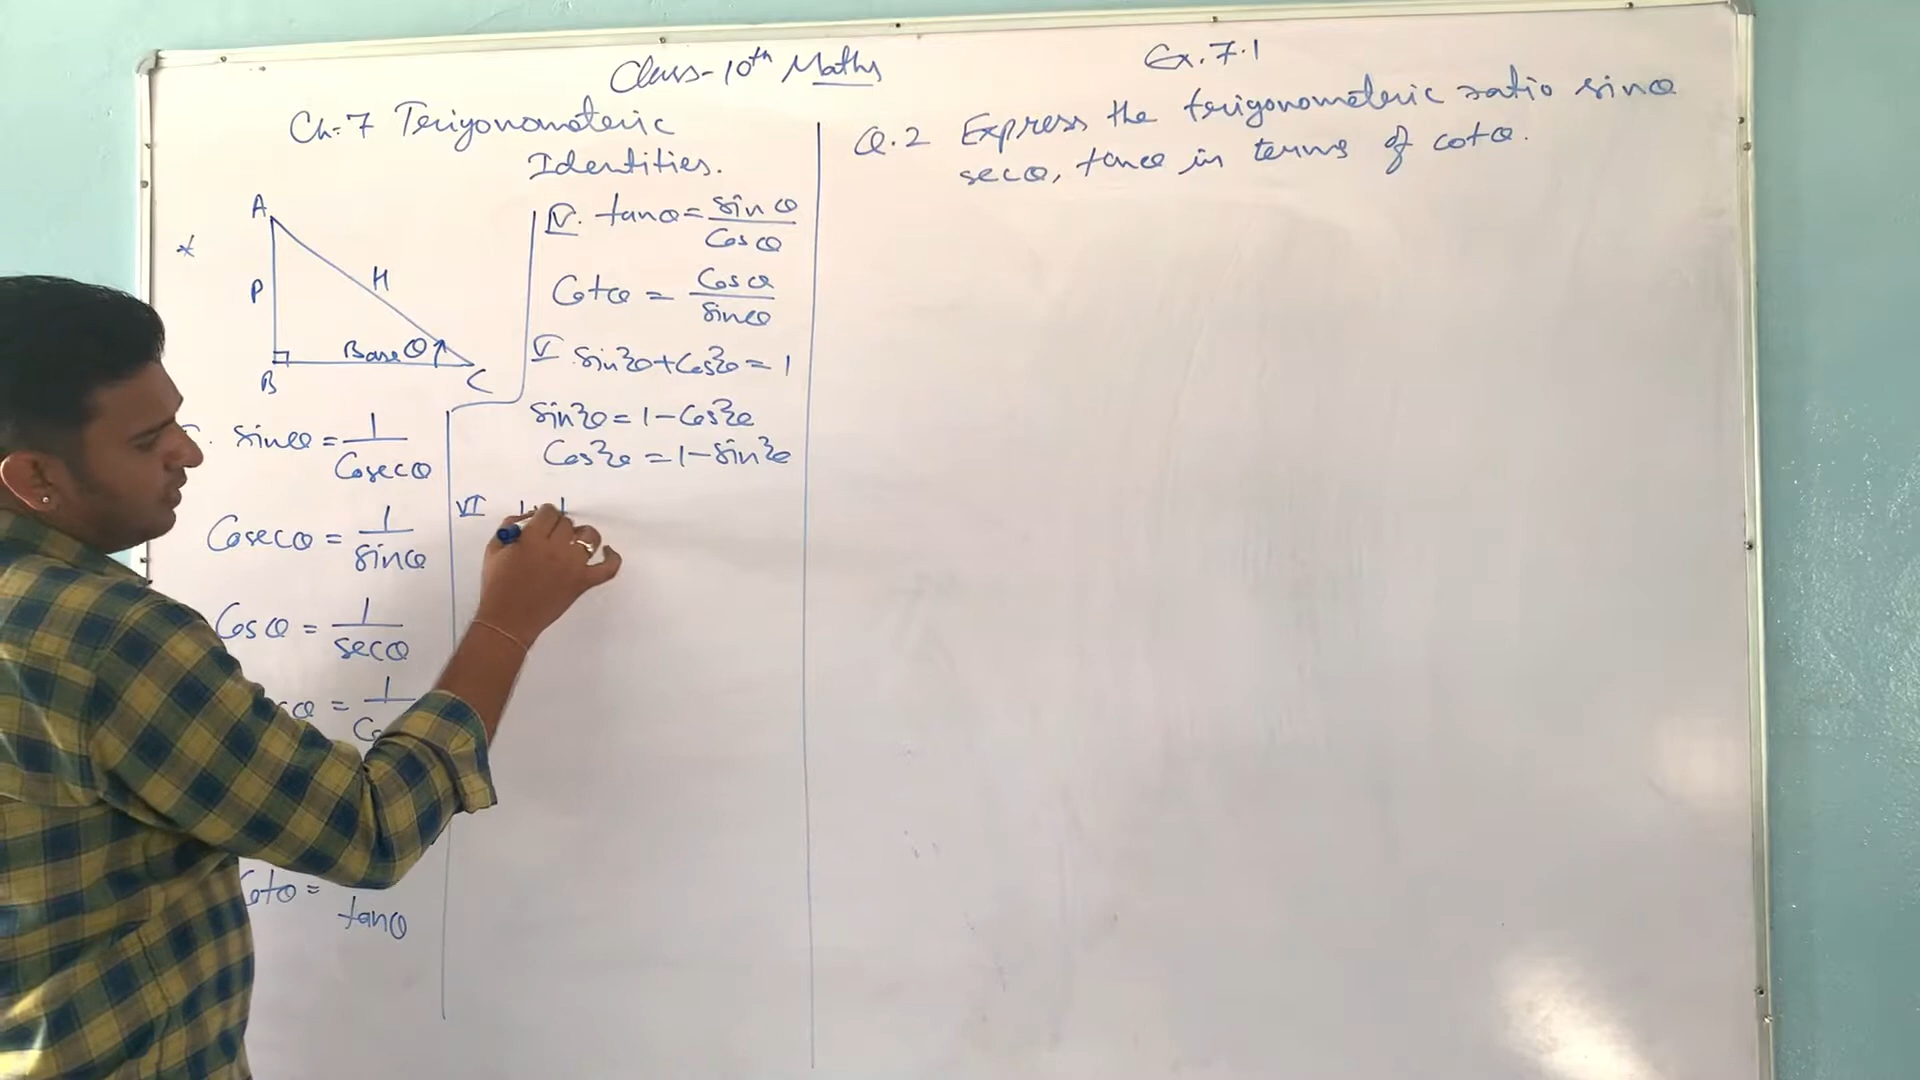 Class-10th Maths
Ch-7 Trigonometric
Identities.
A
P
H
Base θ
B
C
sinθ = 1/Cosecθ
Cosecθ = 1/sinθ
Cosθ = 1/secθ
Cotθ =
tanθ
IV. tanθ = sinθ/Cosθ
Cotθ = Cosθ/sinθ
V sin²θ+Cos²θ = 1
sin²θ = 1-Cos²θ
Cos²θ = 1-sin²θ
VI
Ex.7.1
Q.2 Express the trigonometric ratio sinθ
secθ, tanθ in terms of cotθ.